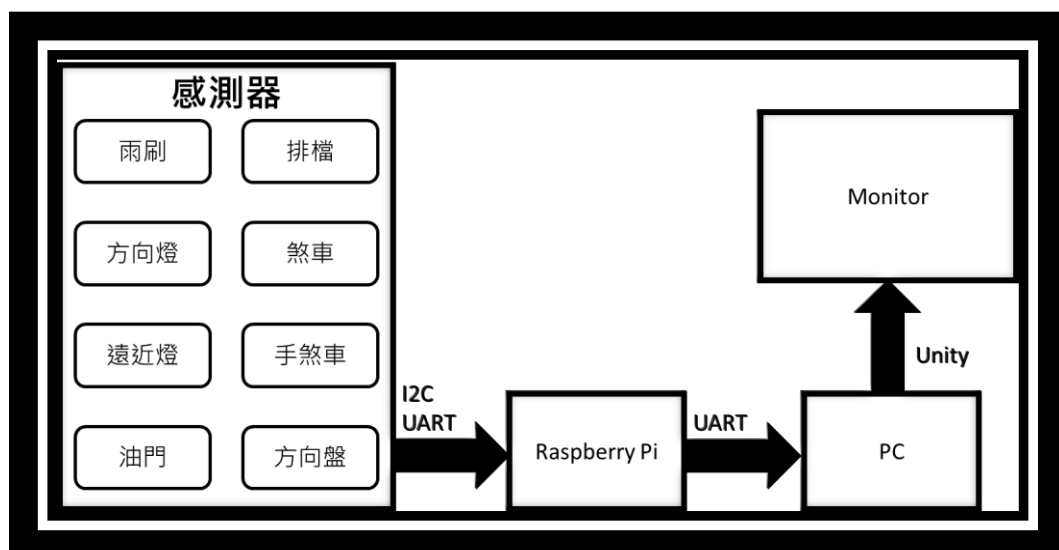 感測器
雨刷
排檔
方向燈
煞車
遠近燈
手煞車
油門
方向盤
I2C
UART
Raspberry Pi
UART
PC
Unity
Monitor